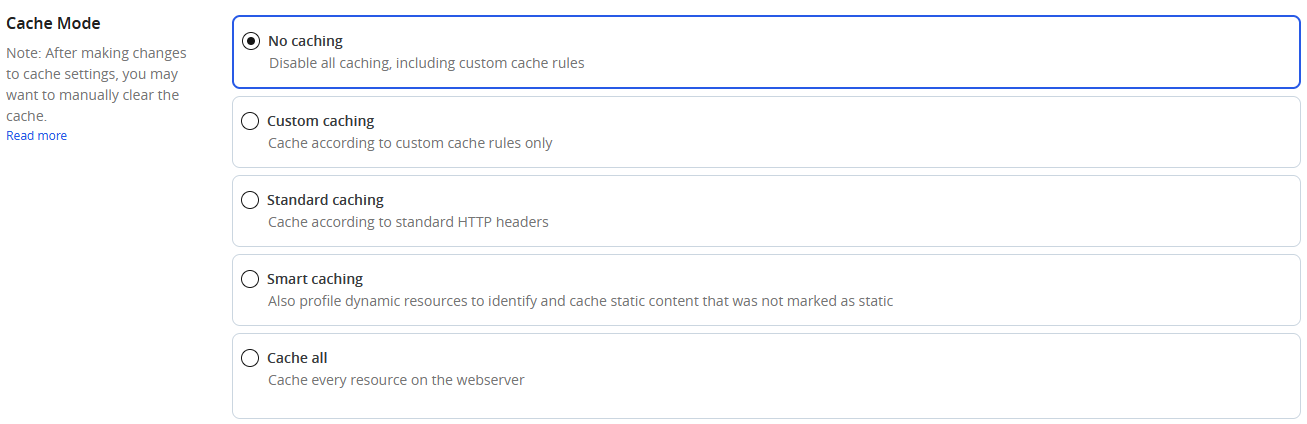 Cache Mode
Note: After making changes
to cache settings, you may
want to manually clear the
cache.
Read more
No caching
Disable all caching, including custom cache rules
Custom caching
Cache according to custom cache rules only
Standard caching
Cache according to standard HTTP headers
Smart caching
Also profile dynamic resources to identify and cache static content that was not marked as static
Cache all
Cache every resource on the webserver